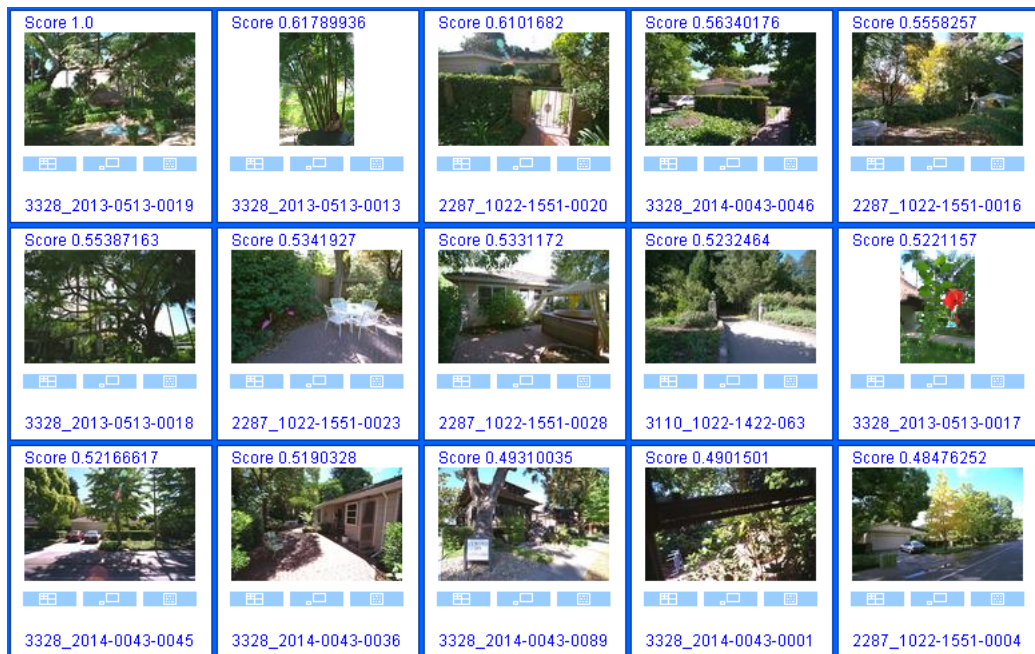 Score 1.0
Score 0.61789936
Score 0.6101682
Score 0.56340176
Score 0.5558257
3328_2013-0513-0019
3328_2013-0513-0013
2287_1022-1551-0020
3328_2014-0043-0046
2287_1022-1551-0016
Score 0.55387163
Score 0.5341927
Score 0.5331172
Score 0.5232464
Score 0.5221157
3328_2013-0513-0018
2287_1022-1551-0023
2287_1022-1551-0028
3110_1022-1422-063
3328_2013-0513-0017
Score 0.52166617
Score 0.5190328
Score 0.49310035
Score 0.4901501
Score 0.48476252
3328_2014-0043-0045
3328_2014-0043-0036
3328_2014-0043-0089
3328_2014-0043-0001
2287_1022-1551-0004